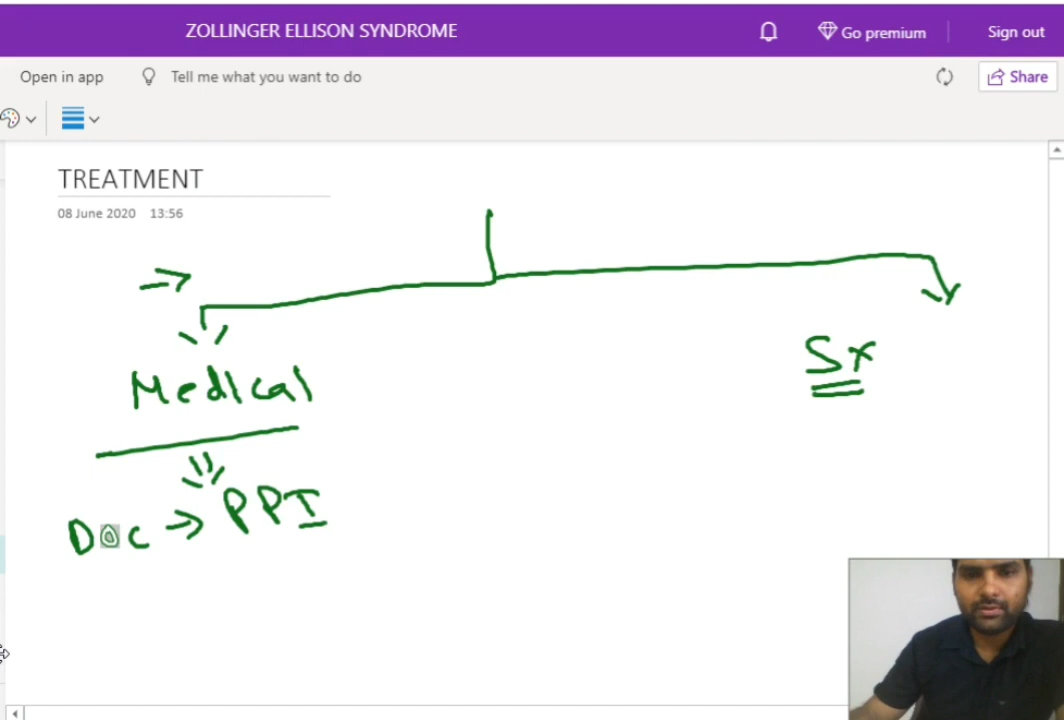 ZOLLINGER ELLISON SYNDROME
Go premium
Sign out
Open in app
Tell me what you want to do
Share
TREATMENT
08 June 2020 13:56
Medical
Sx
DOC → PPI